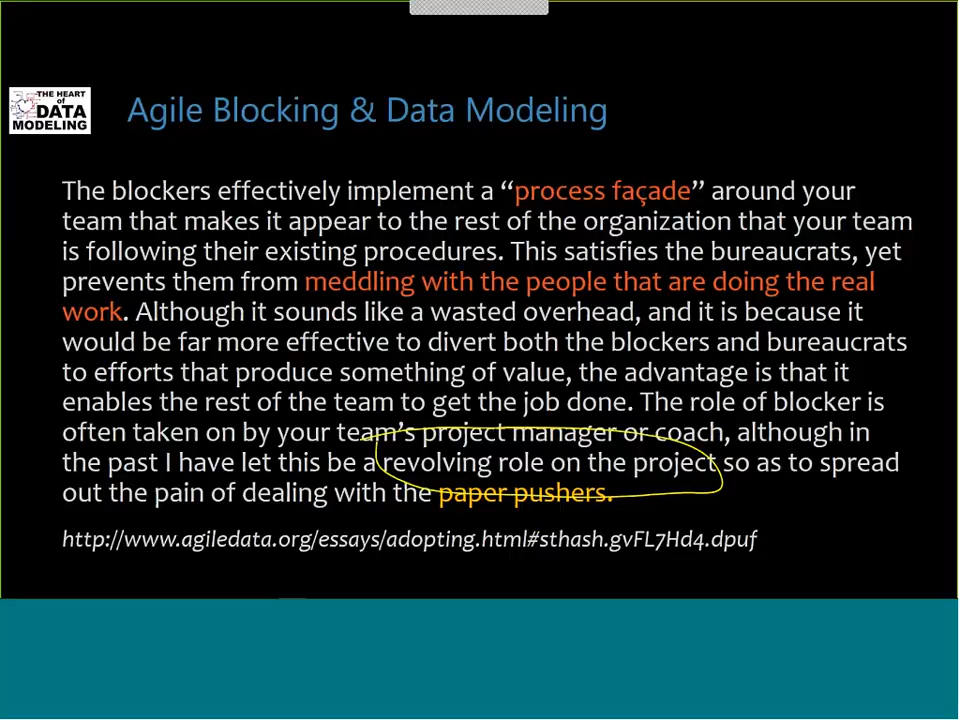 THE HEART
of
DATA
MODELING
Agile Blocking & Data Modeling
The blockers effectively implement a “process façade” around your
team that makes it appear to the rest of the organization that your team
is following their existing procedures. This satisfies the bureaucrats, yet
prevents them from meddling with the people that are doing the real
work. Although it sounds like a wasted overhead, and it is because it
would be far more effective to divert both the blockers and bureaucrats
to efforts that produce something of value, the advantage is that it
enables the rest of the team to get the job done. The role of blocker is
often taken on by your team’s project manager or coach, although in
the past I have let this be a revolving role on the project so as to spread
out the pain of dealing with the paper pushers.
http://www.agiledata.org/essays/adopting.html#sthash.gvFL7Hd4.dpuf